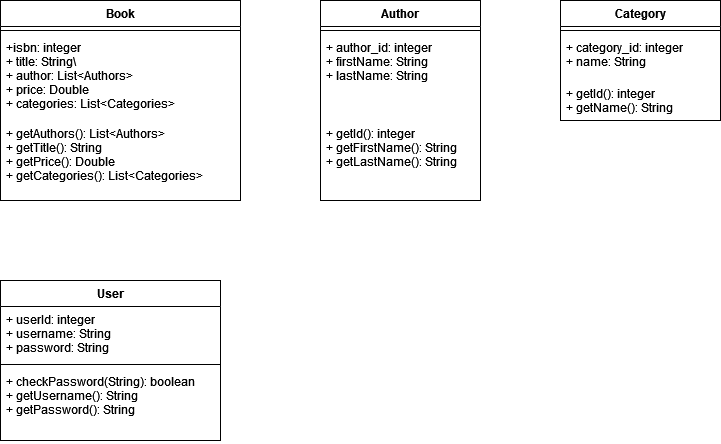 Book
+isbn: integer
+ title: String\
+ author: List<Authors>
+ price: Double
+ categories: List<Categories>
+ getAuthors(): List<Authors>
+ getTitle(): String
+ getPrice(): Double
+ getCategories(): List<Categories>
Author
+ author_id: integer
+ firstName: String
+ lastName: String
+ getId(): integer
+ getFirstName(): String
+ getLastName(): String
Category
+ category_id: integer
+ name: String
+ getId(): integer
+ getName(): String
User
+ userId: integer
+ username: String
+ password: String
+ checkPassword(String): boolean
+ getUsername(): String
+ getPassword(): String